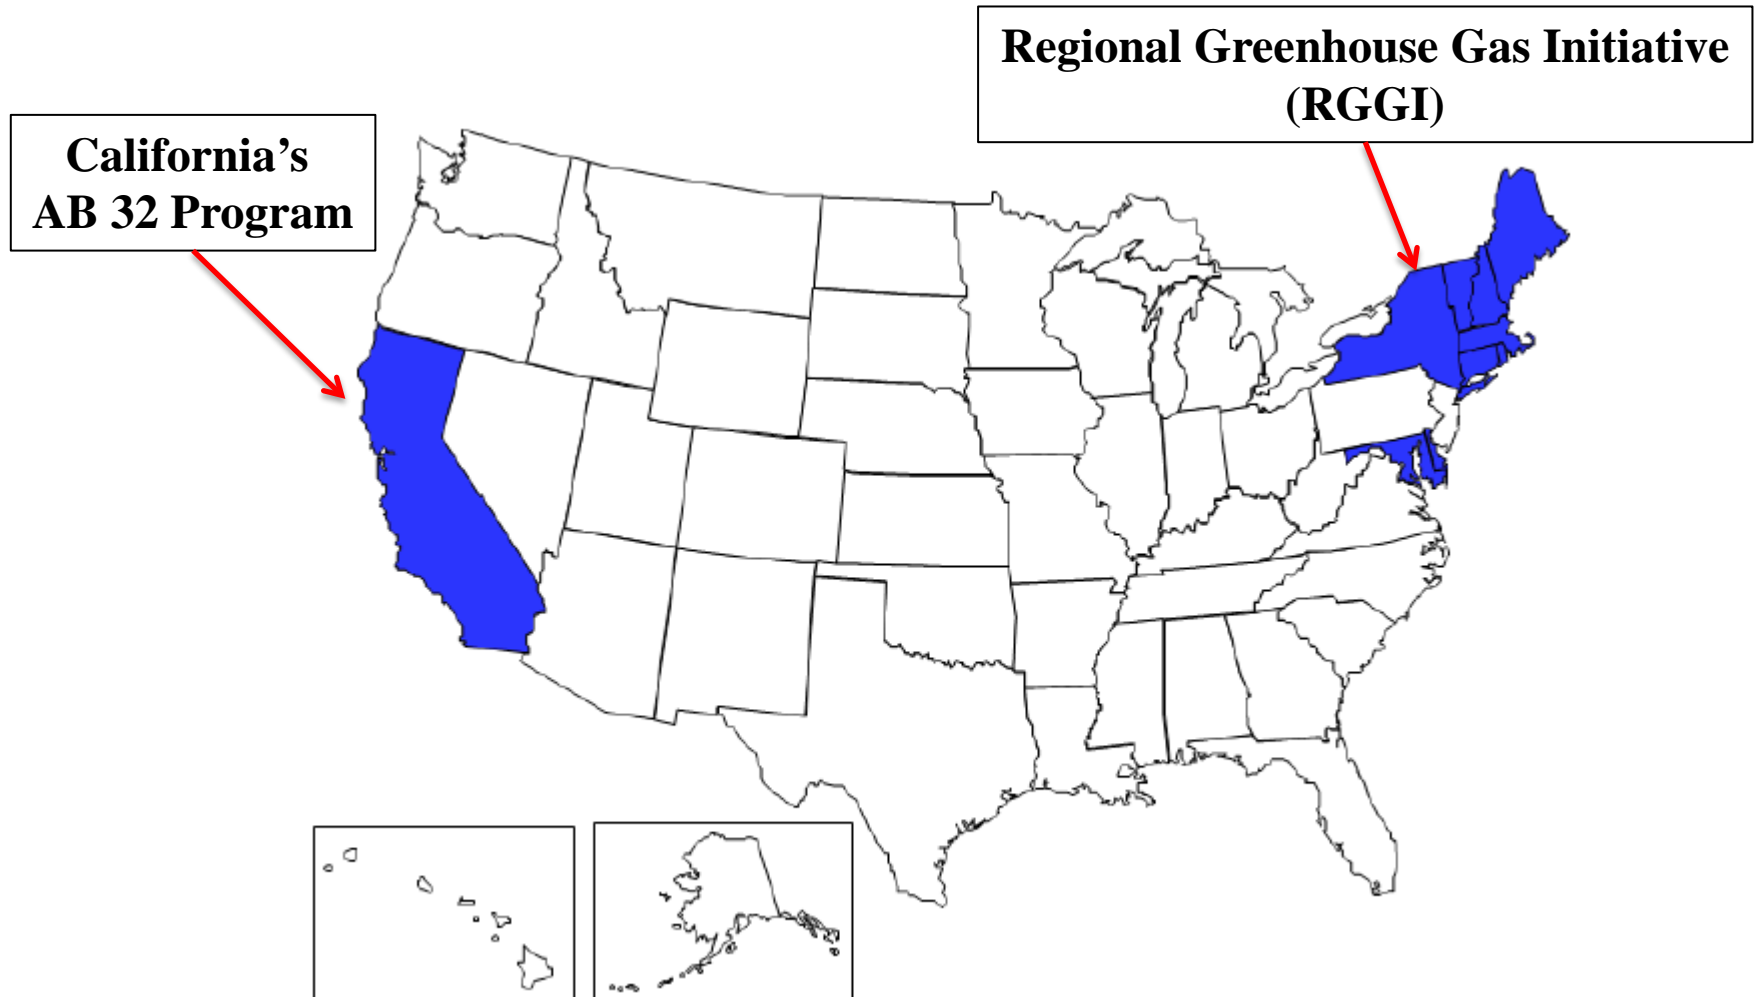 Regional Greenhouse Gas Initiative
(RGGI)
California’s
AB 32 Program